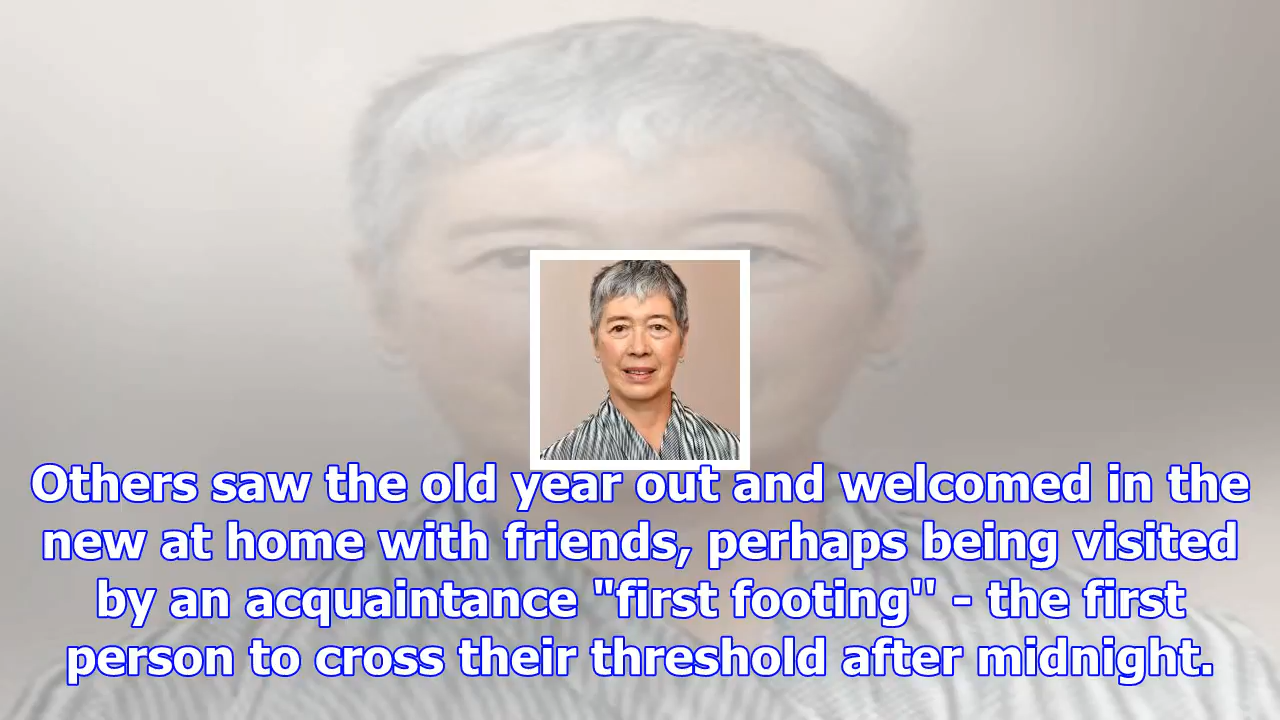 Others saw the old year out and welcomed in the
new at home with friends, perhaps being visited
by an acquaintance "first footing'' - the first
person to cross their threshold after midnight.